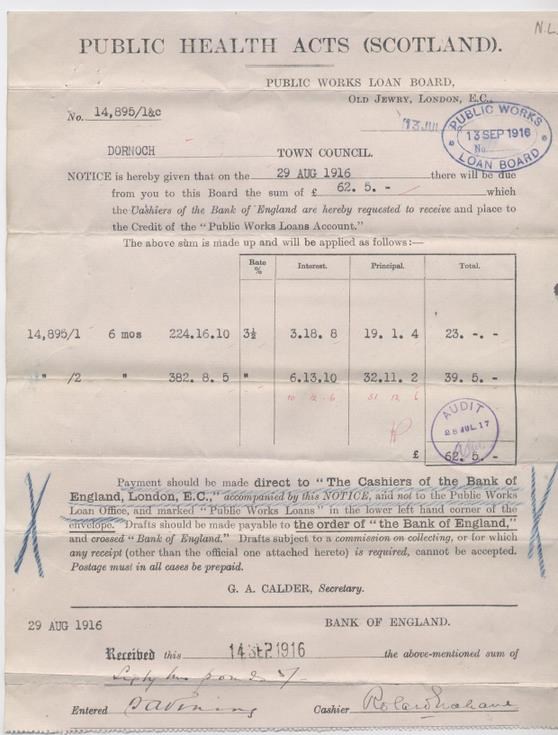 N.L.
PUBLIC HEALTH ACTS (SCOTLAND).
PUBLIC WORKS LOAN BOARD,
OLD JEWRY, LONDON, E.C.,
No. 14,895/1&c
13 JUL
PUBLIC WORKS
13 SEP 1916
No.
LOAN BOARD
DORNOCH TOWN COUNCIL.
NOTICE is hereby given that on the 29 AUG 1916 there will be due
from you to this Board the sum of £ 62. 5. - which
the Cashiers of the Bank of England are hereby requested to receive and place to
the Credit of the "Public Works Loans Account."
The above sum is made up and will be applied as follows:—
Rate % Interest. Principal. Total.
14,895/1 6 mos 224.16.10 3½ 3.18. 8 19. 1. 4 23. -. -
" /2 " 382. 8. 5 " 6.13.10 32.11. 2 39. 5. -
10 12 6 51 12 6
AUDIT
28 JUL. 17
£ 62. 5. -
Payment should be made direct to "The Cashiers of the Bank of
England, London, E.C.," accompanied by this NOTICE, and not to the Public Works
Loan Office, and marked "Public Works Loans" in the lower left hand corner of the
envelope. Drafts should be made payable to the order of "the Bank of England,"
and crossed "Bank of England." Drafts subject to a commission on collecting, or for which
any receipt (other than the official one attached hereto) is required, cannot be accepted.
Postage must in all cases be prepaid.
G. A. CALDER, Secretary.
29 AUG 1916 BANK OF ENGLAND.
Received this 14 SEP 1916 the above-mentioned sum of
Sixty two pounds 5/-
Entered Cashier